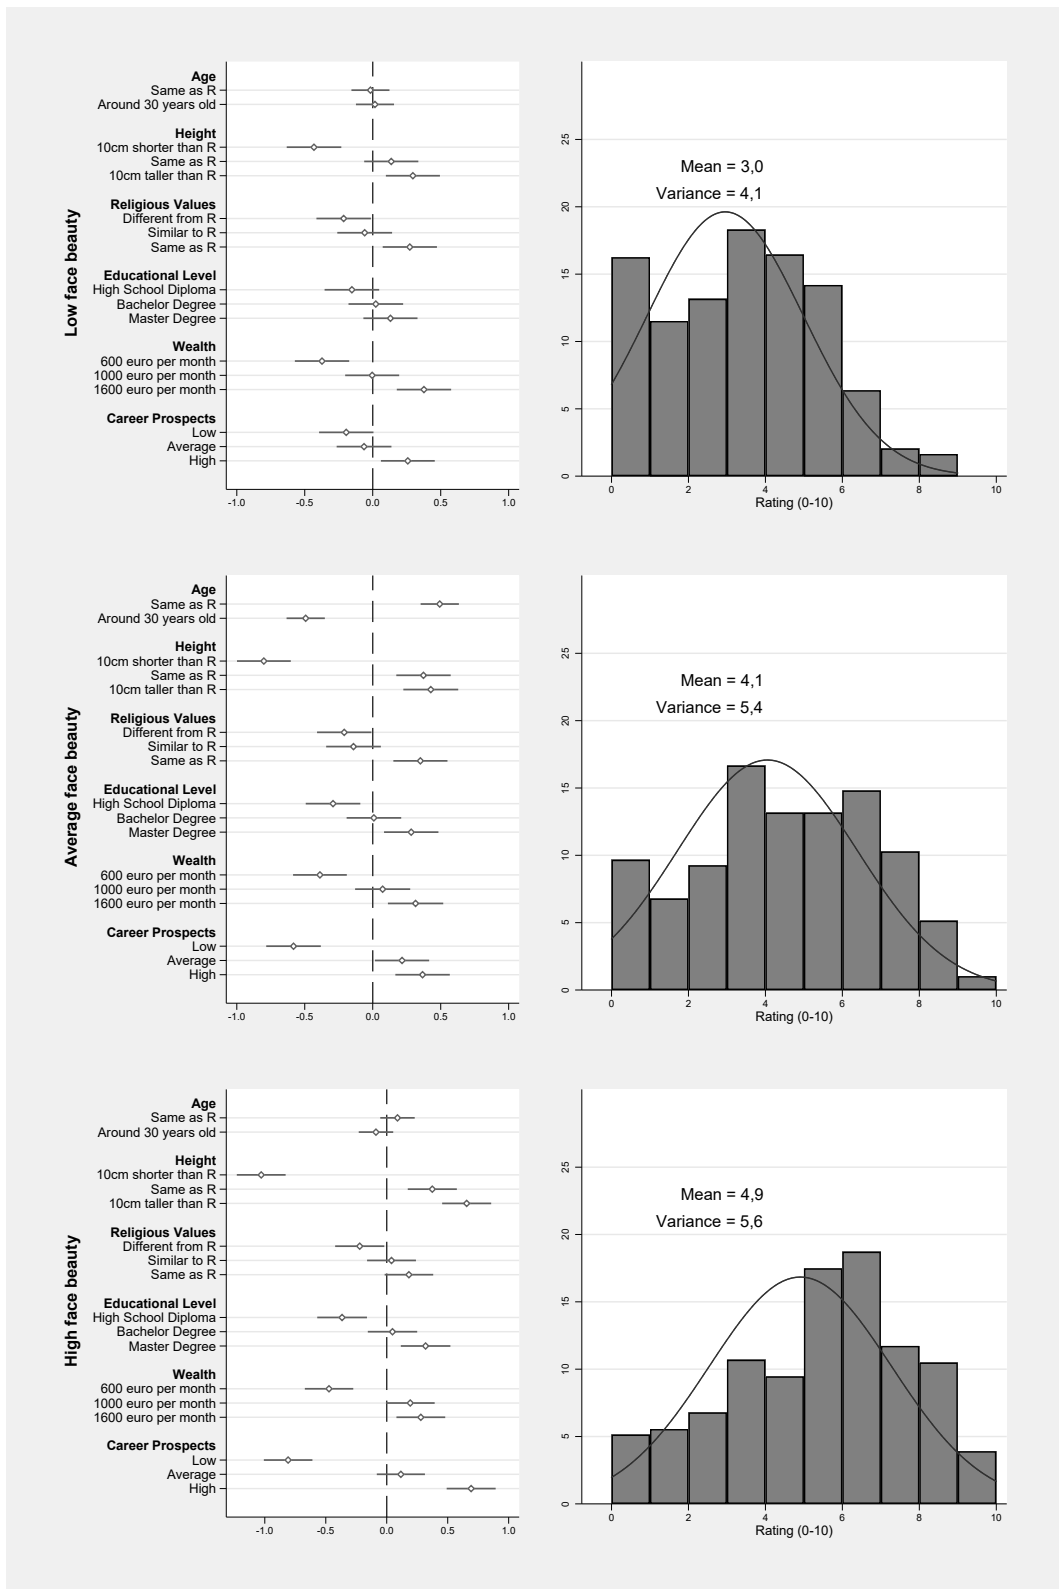 Low face beauty
Age
Same as R
Around 30 years old
Height
10cm shorter than R
Same as R
10cm taller than R
Religious Values
Different from R
Similar to R
Same as R
Educational Level
High School Diploma
Bachelor Degree
Master Degree
Wealth
600 euro per month
1000 euro per month
1600 euro per month
Career Prospects
Low
Average
High
-1.0 -0.5 0.0 0.5 1.0
Mean = 3,0
Variance = 4,1
25
20
15
10
5
0
0 2 4 6 8 10
Rating (0-10)
Average face beauty
Age
Same as R
Around 30 years old
Height
10cm shorter than R
Same as R
10cm taller than R
Religious Values
Different from R
Similar to R
Same as R
Educational Level
High School Diploma
Bachelor Degree
Master Degree
Wealth
600 euro per month
1000 euro per month
1600 euro per month
Career Prospects
Low
Average
High
-1.0 -0.5 0.0 0.5 1.0
Mean = 4,1
Variance = 5,4
25
20
15
10
5
0
0 2 4 6 8 10
Rating (0-10)
High face beauty
Age
Same as R
Around 30 years old
Height
10cm shorter than R
Same as R
10cm taller than R
Religious Values
Different from R
Similar to R
Same as R
Educational Level
High School Diploma
Bachelor Degree
Master Degree
Wealth
600 euro per month
1000 euro per month
1600 euro per month
Career Prospects
Low
Average
High
-1.0 -0.5 0.0 0.5 1.0
Mean = 4,9
Variance = 5,6
25
20
15
10
5
0
0 2 4 6 8 10
Rating (0-10)